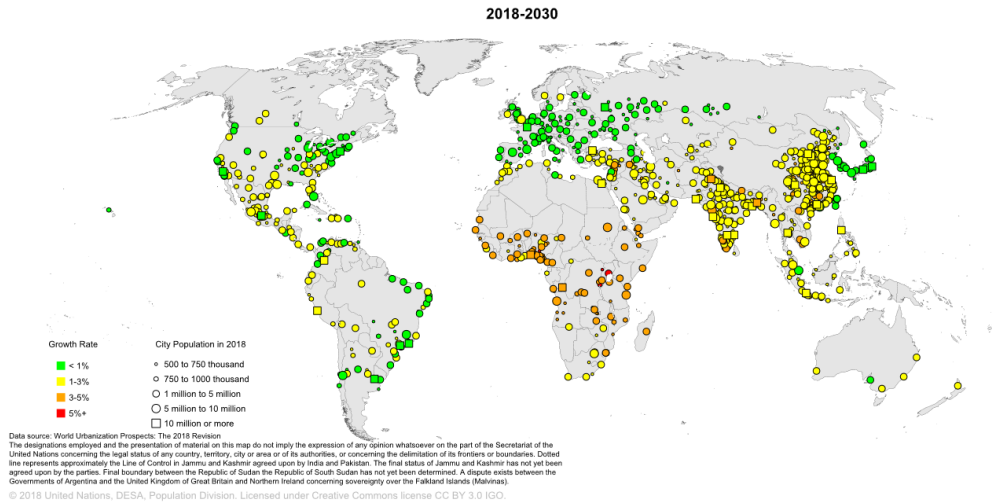 2018-2030
Growth Rate
< 1%
1-3%
3-5%
5%+
City Population in 2018
500 to 750 thousand
750 to 1000 thousand
1 million to 5 million
5 million to 10 million
10 million or more
Data source: World Urbanization Prospects: The 2018 Revision
The designations employed and the presentation of material on this map do not imply the expression of any opinion whatsoever on the part of the Secretariat of the
United Nations concerning the legal status of any country, territory, city or area or of its authorities, or concerning the delimitation of its frontiers or boundaries. Dotted
line represents approximately the Line of Control in Jammu and Kashmir agreed upon by India and Pakistan. The final status of Jammu and Kashmir has not yet been
agreed upon by the parties. Final boundary between the Republic of Sudan the Republic of South Sudan has not yet been determined. A dispute exists between the
Governments of Argentina and the United Kingdom of Great Britain and Northern Ireland concerning sovereignty over the Falkland Islands (Malvinas).
© 2018 United Nations, DESA, Population Division. Licensed under Creative Commons license CC BY 3.0 IGO.